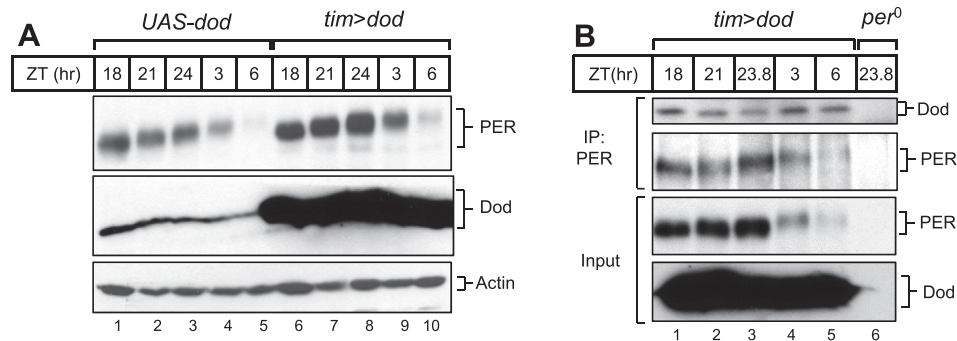 A
UAS-dod tim>dod
ZT (hr) 18 21 24 3 6 18 21 24 3 6
PER
Dod
Actin
1 2 3 4 5 6 7 8 9 10
B
tim>dod per⁰
ZT(hr) 18 21 23.8 3 6 23.8
IP:
PER
Dod
PER
Input
PER
Dod
1 2 3 4 5 6